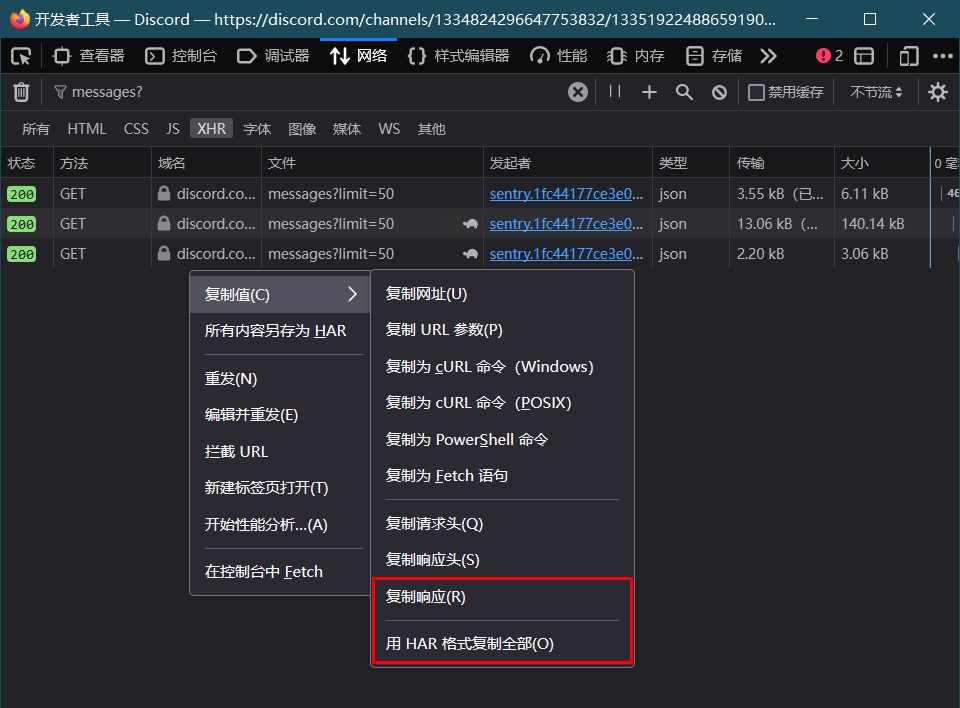 开发者工具 — Discord — https://discord.com/channels/1334824296647753832/13351922488659190...
查看器 控制台 调试器 网络 样式编辑器 性能 内存 存储 2
messages? 禁用缓存 不节流
所有 HTML CSS JS XHR 字体 图像 媒体 WS 其他
状态 方法 域名 文件 发起者 类型 传输 大小 0 毫
200 GET discord.co... messages?limit=50 sentry.1fc44177ce3e0... json 3.55 kB（已... 6.11 kB 46
200 GET discord.co... messages?limit=50 sentry.1fc44177ce3e0... json 13.06 kB（... 140.14 kB
200 GET discord.co... messages?limit=50 sentry.1fc44177ce3e0... json 2.20 kB 3.06 kB
复制值(C)
所有内容另存为 HAR
重发(N)
编辑并重发(E)
拦截 URL
新建标签页打开(T)
开始性能分析...(A)
在控制台中 Fetch
复制网址(U)
复制 URL 参数(P)
复制为 cURL 命令（Windows）
复制为 cURL 命令（POSIX）
复制为 PowerShell 命令
复制为 Fetch 语句
复制请求头(Q)
复制响应头(S)
复制响应(R)
用 HAR 格式复制全部(O)